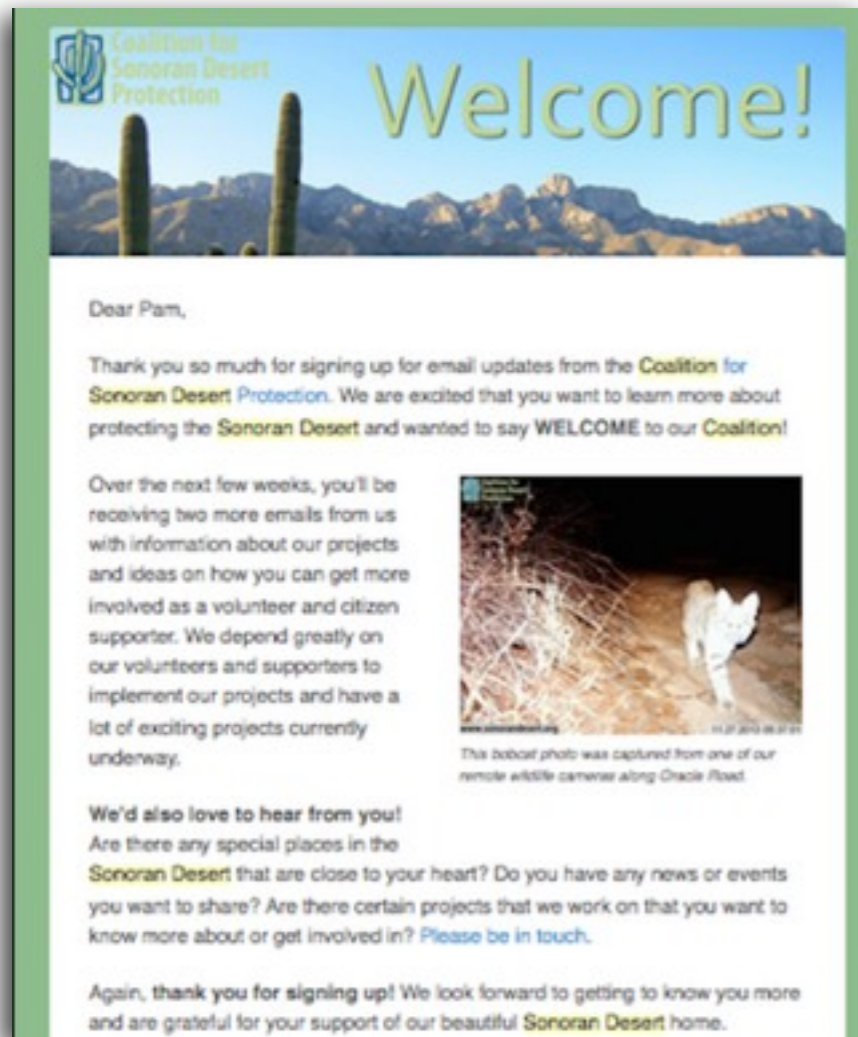 Coalition for
Sonoran Desert
Protection
Welcome!
Dear Pam,
Thank you so much for signing up for email updates from the Coalition for
Sonoran Desert Protection. We are excited that you want to learn more about
protecting the Sonoran Desert and wanted to say WELCOME to our Coalition!
Over the next few weeks, you'll be
receiving two more emails from us
with information about our projects
and ideas on how you can get more
involved as a volunteer and citizen
supporter. We depend greatly on
our volunteers and supporters to
implement our projects and have a
lot of exciting projects currently
underway.
Coalition for
Sonoran Desert
Protection
www.sonorandesert.org
This bobcat photo was captured from one of our
remote wildlife cameras along Oracle Road.
We'd also love to hear from you!
Are there any special places in the
Sonoran Desert that are close to your heart? Do you have any news or events
you want to share? Are there certain projects that we work on that you want to
know more about or get involved in? Please be in touch.
Again, thank you for signing up! We look forward to getting to know you more
and are grateful for your support of our beautiful Sonoran Desert home.